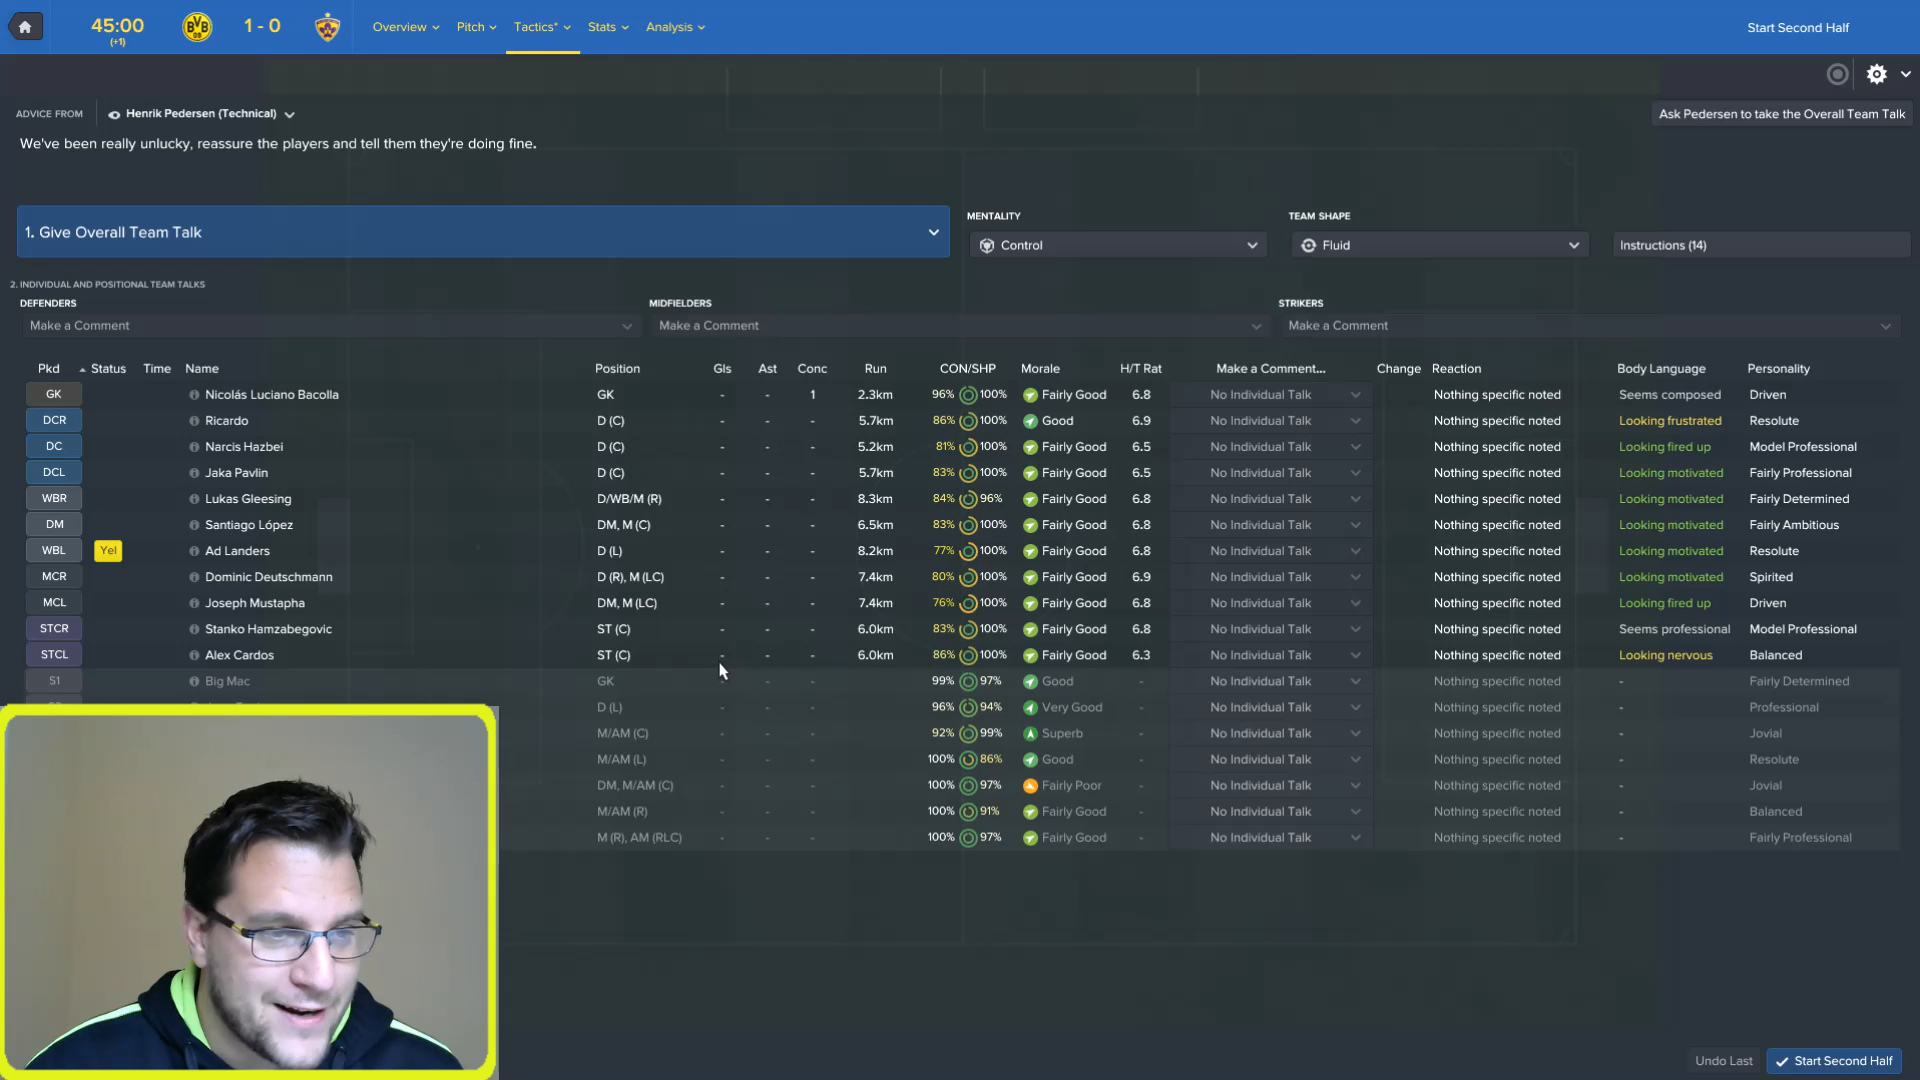 45:00
(+1)
BVB
09
1 - 0
Overview
Pitch
Tactics*
Stats
Analysis
Start Second Half
ADVICE FROM
Henrik Pedersen (Technical)
Ask Pedersen to take the Overall Team Talk
We've been really unlucky, reassure the players and tell them they're doing fine.
1. Give Overall Team Talk
MENTALITY
Control
TEAM SHAPE
Fluid
Instructions (14)
2. INDIVIDUAL AND POSITIONAL TEAM TALKS
DEFENDERS
MIDFIELDERS
STRIKERS
Make a Comment
Make a Comment
Make a Comment
Pkd Status Time Name Position Gls Ast Conc Run CON/SHP Morale H/T Rat Make a Comment... Change Reaction Body Language Personality
GK Nicolás Luciano Bacolla GK - - 1 2.3km 96% 100% Fairly Good 6.8 No Individual Talk Nothing specific noted Seems composed Driven
DCR Ricardo D (C) - - - 5.7km 86% 100% Good 6.9 No Individual Talk Nothing specific noted Looking frustrated Resolute
DC Narcis Hazbei D (C) - - - 5.2km 81% 100% Fairly Good 6.5 No Individual Talk Nothing specific noted Looking fired up Model Professional
DCL Jaka Pavlin D (C) - - - 5.7km 83% 100% Fairly Good 6.5 No Individual Talk Nothing specific noted Looking motivated Fairly Professional
WBR Lukas Gleesing D/WB/M (R) - - - 8.3km 84% 96% Fairly Good 6.8 No Individual Talk Nothing specific noted Looking motivated Fairly Determined
DM Santiago López DM, M (C) - - - 6.5km 83% 100% Fairly Good 6.8 No Individual Talk Nothing specific noted Looking motivated Fairly Ambitious
WBL Yel Ad Landers D (L) - - - 8.2km 77% 100% Fairly Good 6.8 No Individual Talk Nothing specific noted Looking motivated Resolute
MCR Dominic Deutschmann D (R), M (LC) - - - 7.4km 80% 100% Fairly Good 6.9 No Individual Talk Nothing specific noted Looking motivated Spirited
MCL Joseph Mustapha DM, M (LC) - - - 7.4km 76% 100% Fairly Good 6.8 No Individual Talk Nothing specific noted Looking fired up Driven
STCR Stanko Hamzabegovic ST (C) - - - 6.0km 83% 100% Fairly Good 6.8 No Individual Talk Nothing specific noted Seems professional Model Professional
STCL Alex Cardos ST (C) - - - 6.0km 86% 100% Fairly Good 6.3 No Individual Talk Nothing specific noted Looking nervous Balanced
S1 Big Mac GK - - - 99% 97% Good - No Individual Talk Nothing specific noted - Fairly Determined
D (L) - - - 96% 94% Very Good - No Individual Talk Nothing specific noted - Professional
M/AM (C) - - - 92% 99% Superb - No Individual Talk Nothing specific noted - Jovial
M/AM (L) - - - 100% 86% Good - No Individual Talk Nothing specific noted - Resolute
DM, M/AM (C) - - - 100% 97% Fairly Poor - No Individual Talk Nothing specific noted - Jovial
M/AM (R) - - - 100% 91% Fairly Good - No Individual Talk Nothing specific noted - Balanced
M (R), AM (RLC) - - - 100% 97% Fairly Good - No Individual Talk Nothing specific noted - Fairly Professional
Undo Last
Start Second Half